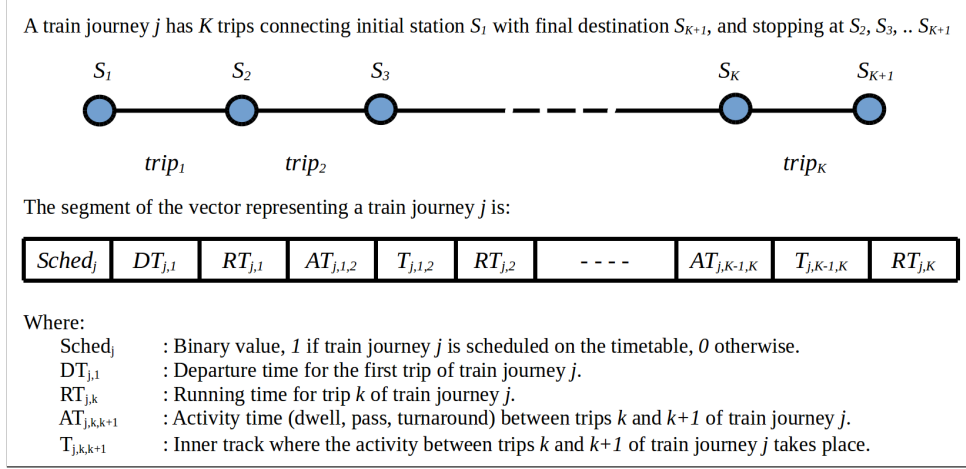 A train journey j has K trips connecting initial station S1 with final destination SK+1, and stopping at S2, S3, .. SK+1
S1 S2 S3 SK SK+1
trip1 trip2 tripK
The segment of the vector representing a train journey j is:
Schedj DTj,1 RTj,1 ATj,1,2 Tj,1,2 RTj,2 - - - - ATj,K-1,K Tj,K-1,K RTj,K
Where:
Schedj : Binary value, 1 if train journey j is scheduled on the timetable, 0 otherwise.
DTj,1 : Departure time for the first trip of train journey j.
RTj,k : Running time for trip k of train journey j.
ATj,k,k+1 : Activity time (dwell, pass, turnaround) between trips k and k+1 of train journey j.
Tj,k,k+1 : Inner track where the activity between trips k and k+1 of train journey j takes place.